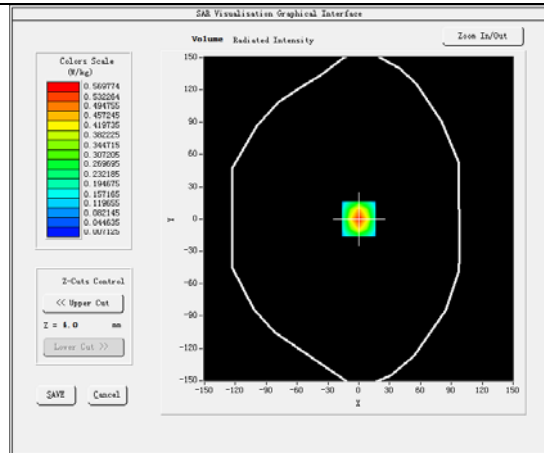 SAR Visualisation Graphical Interface
Volume Radiated Intensity
Zoom In/Out
Colors Scale
(W/kg)
0.569774
0.532264
0.494755
0.457245
0.419735
0.382225
0.344715
0.307205
0.269695
0.232185
0.194675
0.157165
0.119655
0.082145
0.044635
0.007125
150
120
90
60
30
0
-30
-60
-90
-120
-150
Y
-150 -120 -90 -60 -30 0 30 60 90 120 150
X
Z-Cuts Control
<< Upper Cut
Z = 4.0 mm
Lower Cut >>
SAVE Cancel